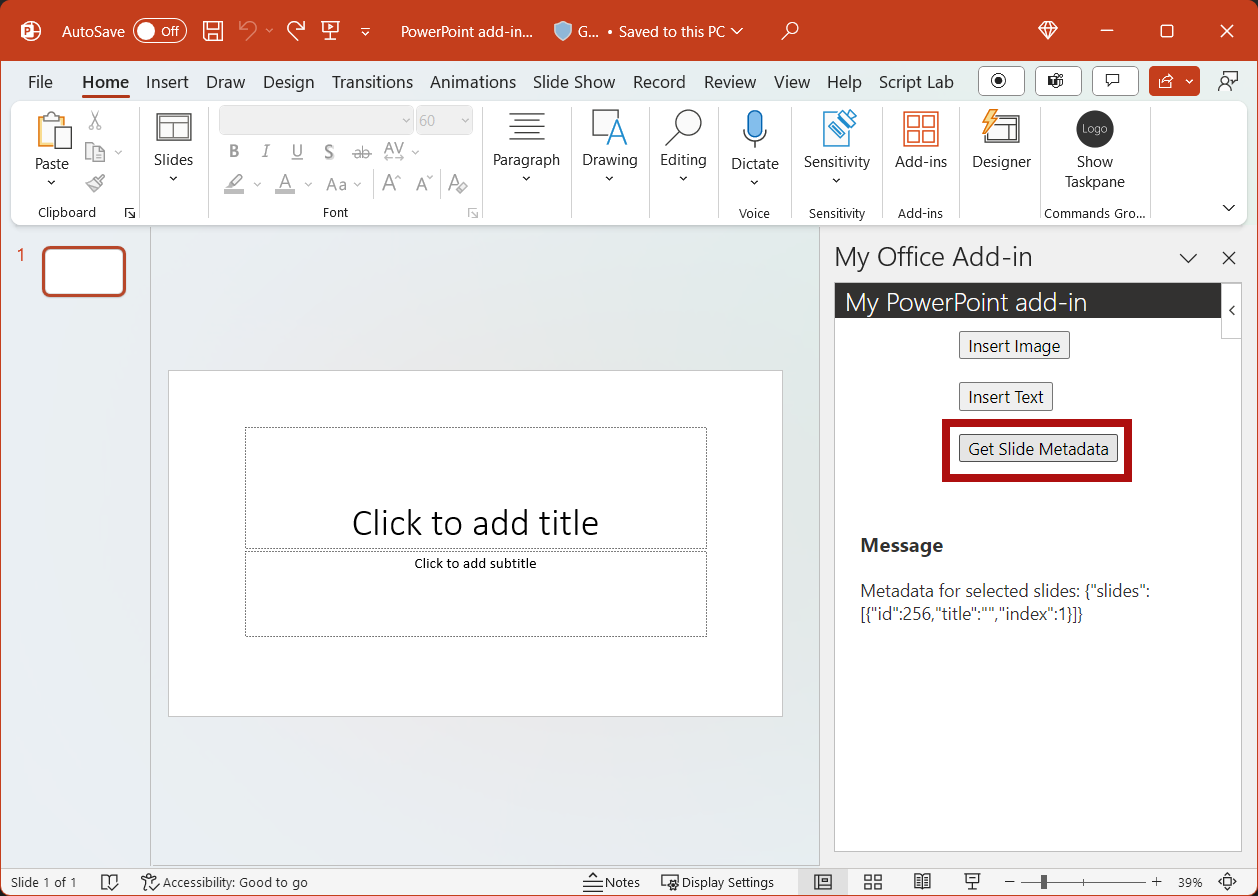 AutoSave Off PowerPoint add-in... G... • Saved to this PC
File Home Insert Draw Design Transitions Animations Slide Show Record Review View Help Script Lab
60
Logo
B I U S ab AV
Paste Slides Paragraph Drawing Editing Dictate Sensitivity Add-ins Designer Show
Taskpane
A Aa A A A
Clipboard Font Voice Sensitivity Add-ins Commands Gro...
1
My Office Add-in
My PowerPoint add-in
Insert Image
Insert Text
Get Slide Metadata
Click to add title
Click to add subtitle
Message
Metadata for selected slides: {"slides":
[{"id":256,"title":"","index":1}]}
Slide 1 of 1 Accessibility: Good to go Notes Display Settings 39%